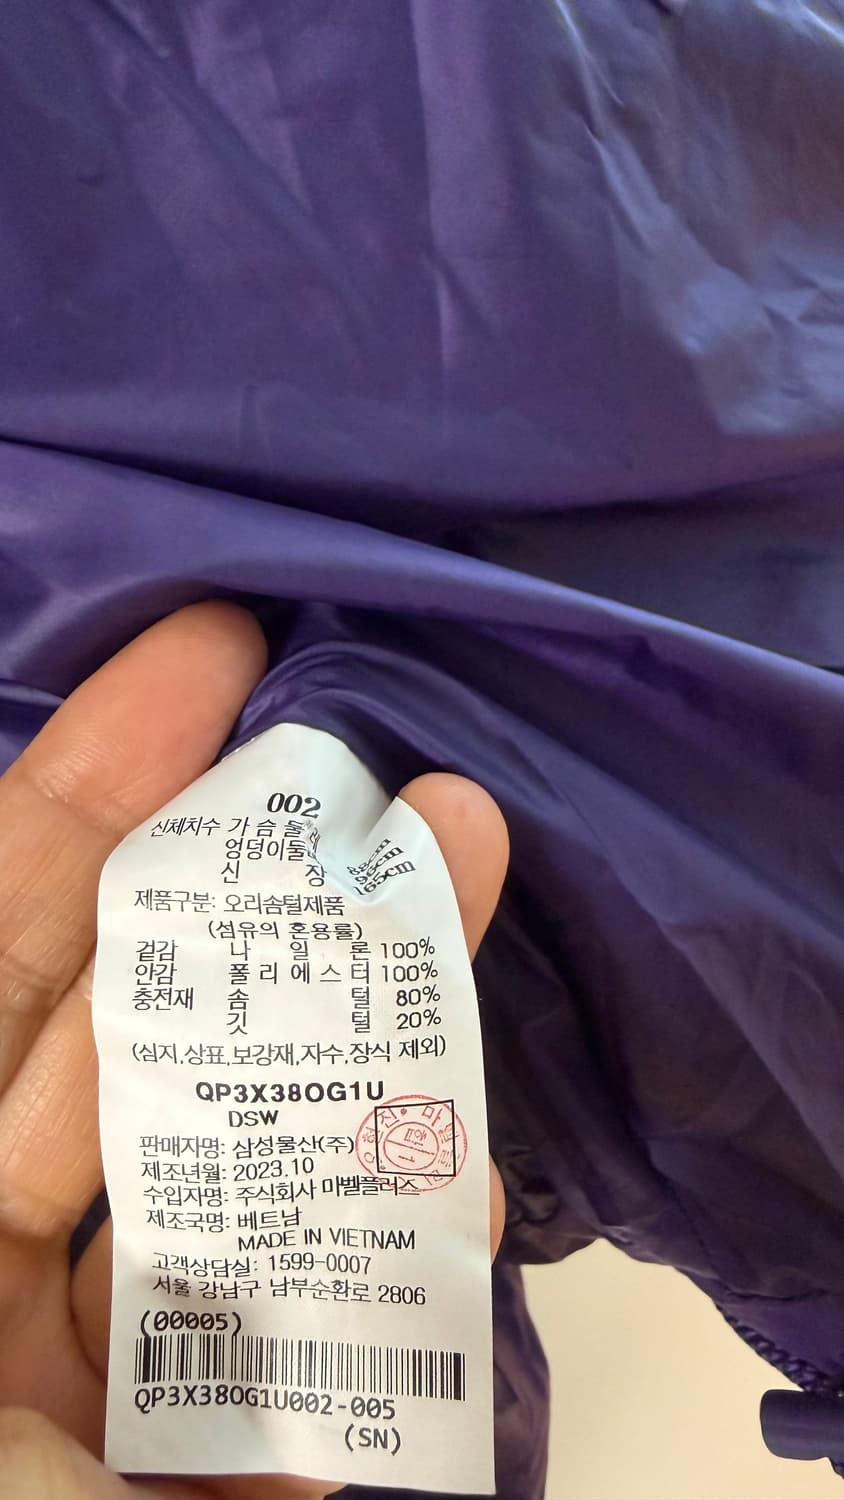 002
신체치수 가 슴 둘 레 88cm
엉덩이둘 96cm
신 장 165cm
제품구분: 오리솜털제품
(섬유의 혼용률)
겉감 나 일 론 100%
안감 폴 리 에 스 터 100%
충전재 솜 털 80%
깃 털 20%
(심지,상표,보강재,자수,장식 제외)
QP3X38OG1U
DSW
판매자명: 삼성물산(주)
제조년월: 2023.10
수입자명: 주식회사 마벨플러스
제조국명: 베트남
MADE IN VIETNAM
고객상담실: 1599-0007
서울 강남구 남부순환로 2806
(00005)
QP3X38OG1U002-005
(SN)